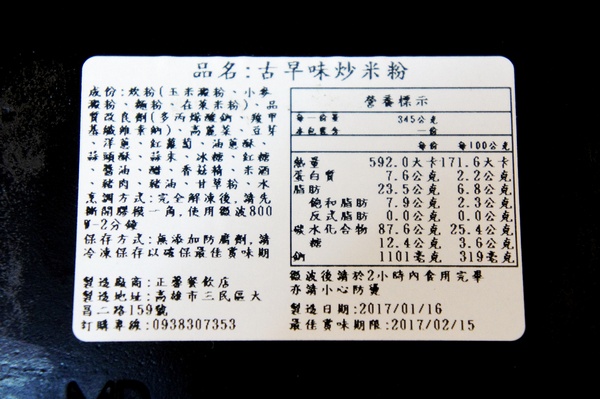 品名:古早味炒米粉
成份:炊粉(玉米澱粉、小麥
澱粉、麵粉、在萊米粉)、品
質改良劑(多丙烯酸鈉、羧甲
基纖維素鈉)、高麗菜、豆芽
、洋蔥、紅蘿蔔、油蔥酥、
蒜頭酥、蒜末、冰糖、紅糖
、醬油、醋、香菇精、米酒
、豬肉、豬油、甘草粉、水
烹調方式:完全解凍後,請先
撕開膠模一角,使用微波800
W-2分鐘
保存方式:無添加防腐劑,請
冷凍保存以確保最佳賞味期
製造廠商:正馨餐飲店
製造地址:高雄市三民區大
昌二路159號
訂購專線:0938307353
營養標示
每一份量 345公克
本包裝含 一份
每份 每100公克
熱量 592.0大卡 171.6大卡
蛋白質 7.6公克 2.2公克
脂肪 23.5公克 6.8公克
飽和脂肪 7.9公克 2.3公克
反式脂肪 0.0公克 0.0公克
碳水化合物 87.6公克 25.4公克
糖 12.4公克 3.6公克
鈉 1101毫克 319毫克
微波後請於2小時內食用完畢
亦請小心防燙
製造日期:2017/01/16
最佳賞味期限:2017/02/15